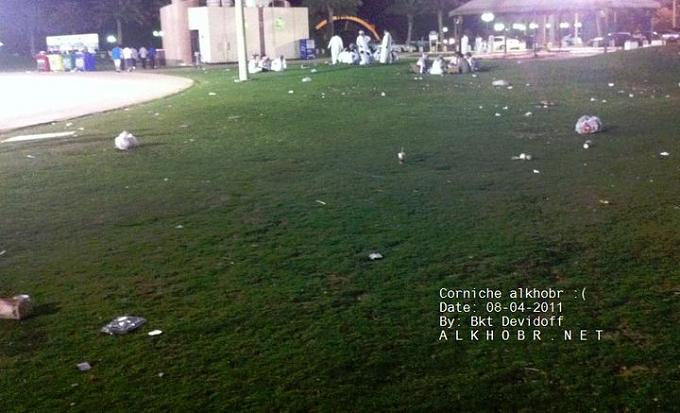 Corniche alkhobr :(
Date: 08-04-2011
By: Bkt Devidoff
ALKHOBR.NET